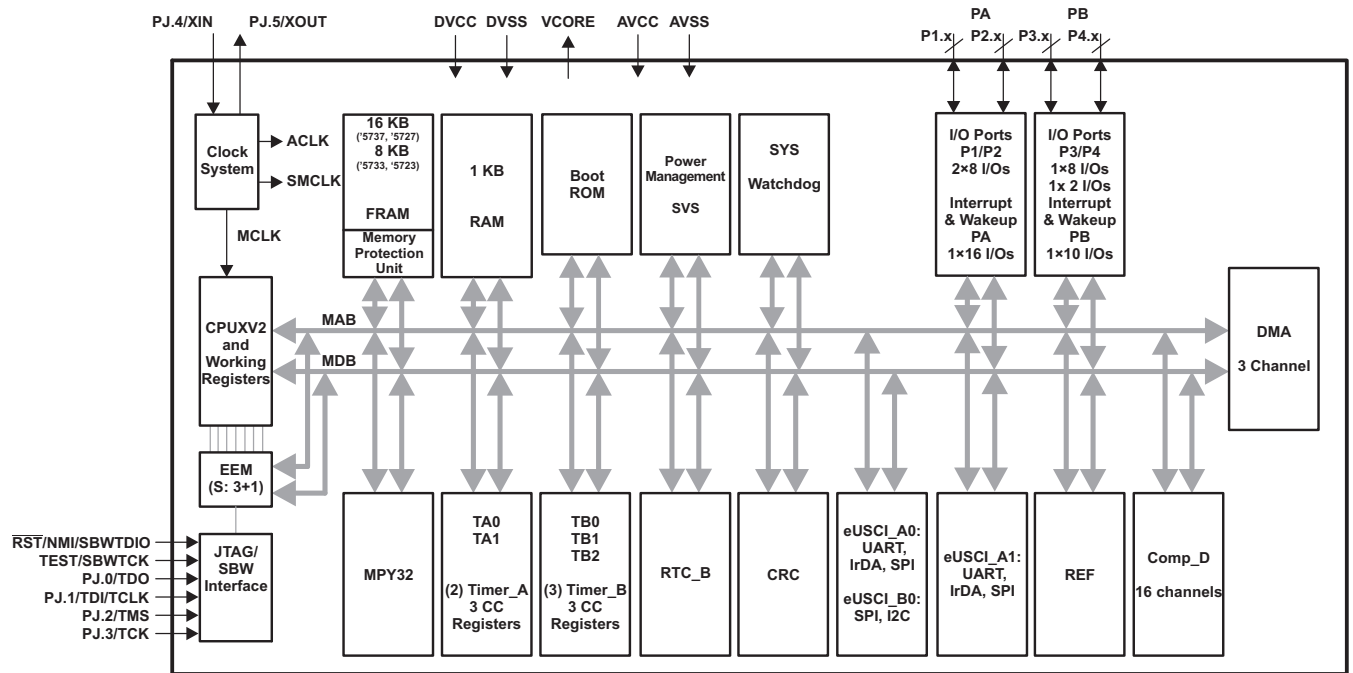 PJ.4/XIN
PJ.5/XOUT
DVCC
DVSS
VCORE
AVCC
AVSS
PA
P1.x
P2.x
PB
P3.x
P4.x
Clock
System
ACLK
SMCLK
MCLK
16 KB
('5737, '5727)
8 KB
('5733, '5723)
FRAM
Memory
Protection
Unit
1 KB
RAM
Boot
ROM
Power
Management
SVS
SYS
Watchdog
I/O Ports
P1/P2
2×8 I/Os
Interrupt
& Wakeup
PA
1×16 I/Os
I/O Ports
P3/P4
1×8 I/Os
1x 2 I/Os
Interrupt
& Wakeup
PB
1×10 I/Os
CPUXV2
and
Working
Registers
MAB
MDB
DMA
3 Channel
EEM
(S: 3+1)
RST/NMI/SBWTDIO
TEST/SBWTCK
PJ.0/TDO
PJ.1/TDI/TCLK
PJ.2/TMS
PJ.3/TCK
JTAG/
SBW
Interface
MPY32
TA0
TA1
(2) Timer_A
3 CC
Registers
TB0
TB1
TB2
(3) Timer_B
3 CC
Registers
RTC_B
CRC
eUSCI_A0:
UART,
IrDA, SPI
eUSCI_B0:
SPI, I2C
eUSCI_A1:
UART,
IrDA, SPI
REF
Comp_D
16 channels